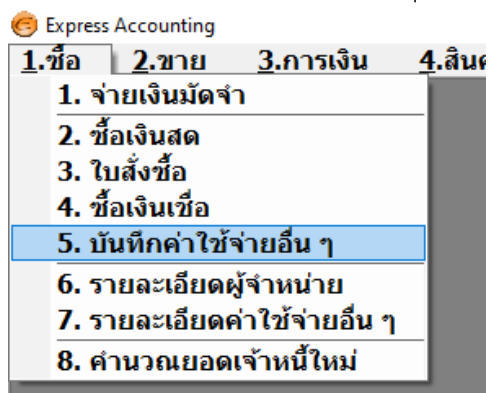 Express Accounting
1.ซื้อ 2.ขาย 3.การเงิน 4.สิน
1. จ่ายเงินมัดจำ
2. ซื้อเงินสด
3. ใบสั่งซื้อ
4. ซื้อเงินเชื่อ
5. บันทึกค่าใช้จ่ายอื่น ๆ
6. รายละเอียดผู้จำหน่าย
7. รายละเอียดค่าใช้จ่ายอื่น ๆ
8. คำนวณยอดเจ้าหนี้ใหม่